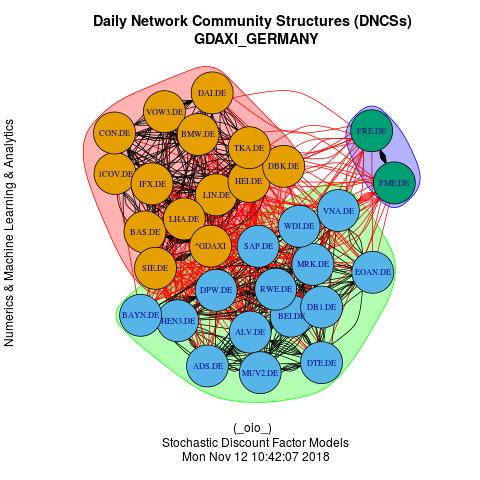 Daily Network Community Structures (DNCSs)
GDAXI_GERMANY
Numerics & Machine Learning & Analytics
DAI.DE
VOW3.DE
CON.DE
BMW.DE
FRE.DE
TKA.DE
DBK.DE
1COV.DE
IFX.DE
HEI.DE
FME.DE
LIN.DE
VNA.DE
LHA.DE
WDI.DE
BAS.DE
^GDAXI
SAP.DE
SIE.DE
MRK.DE
EOAN.DE
DPW.DE
RWE.DE
DB1.DE
BAYN.DE
HEN3.DE
BEI.DE
ALV.DE
ADS.DE
MUV2.DE
DTE.DE
(_oio_)
Stochastic Discount Factor Models
Mon Nov 12 10:42:07 2018